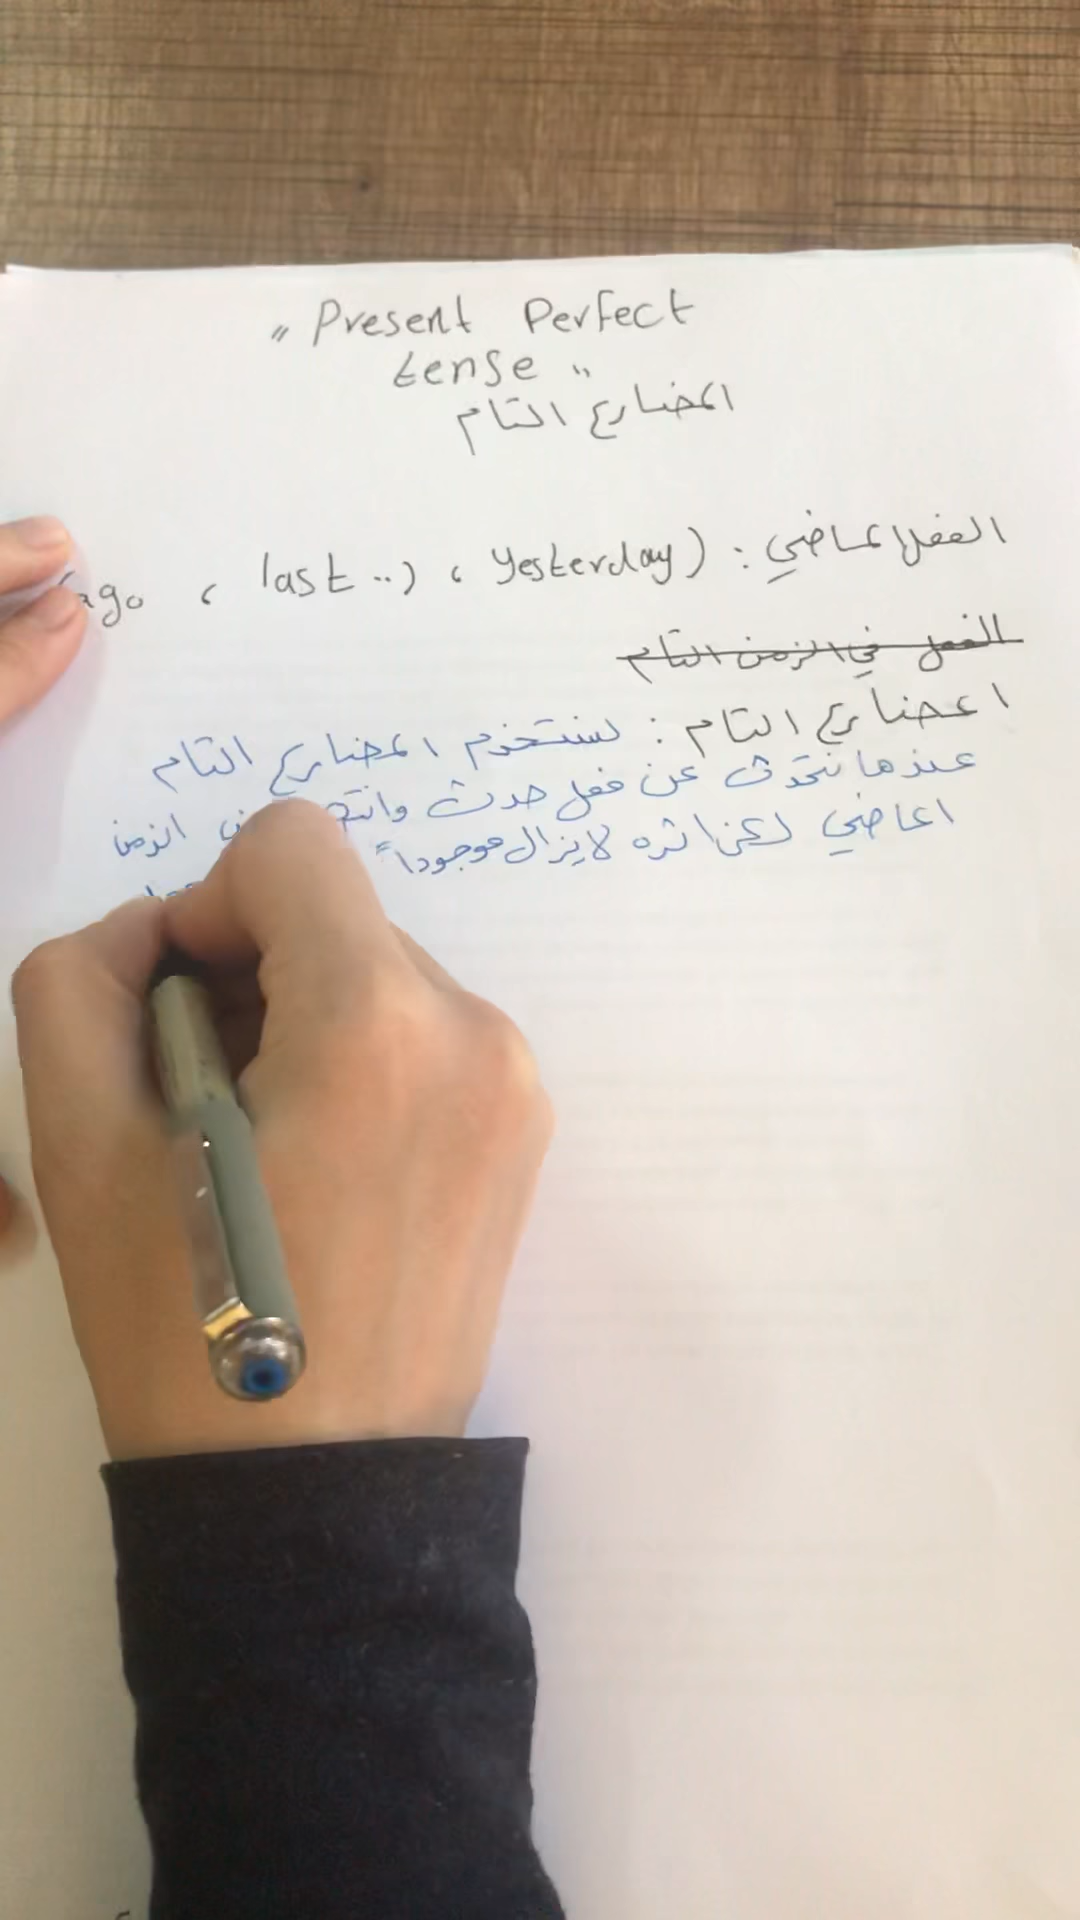 " Present Perfect
tense "
المضارع التام
الفعل الماضي : (ago , last ..) , Yesterday)
الفعل في الزمن التام
المضارع التام : نستخدم المضارع التام
عندما نتحدث عن فعل حدث وانتهى الزمن
الماضي لكن اثره لايزال موجوداً